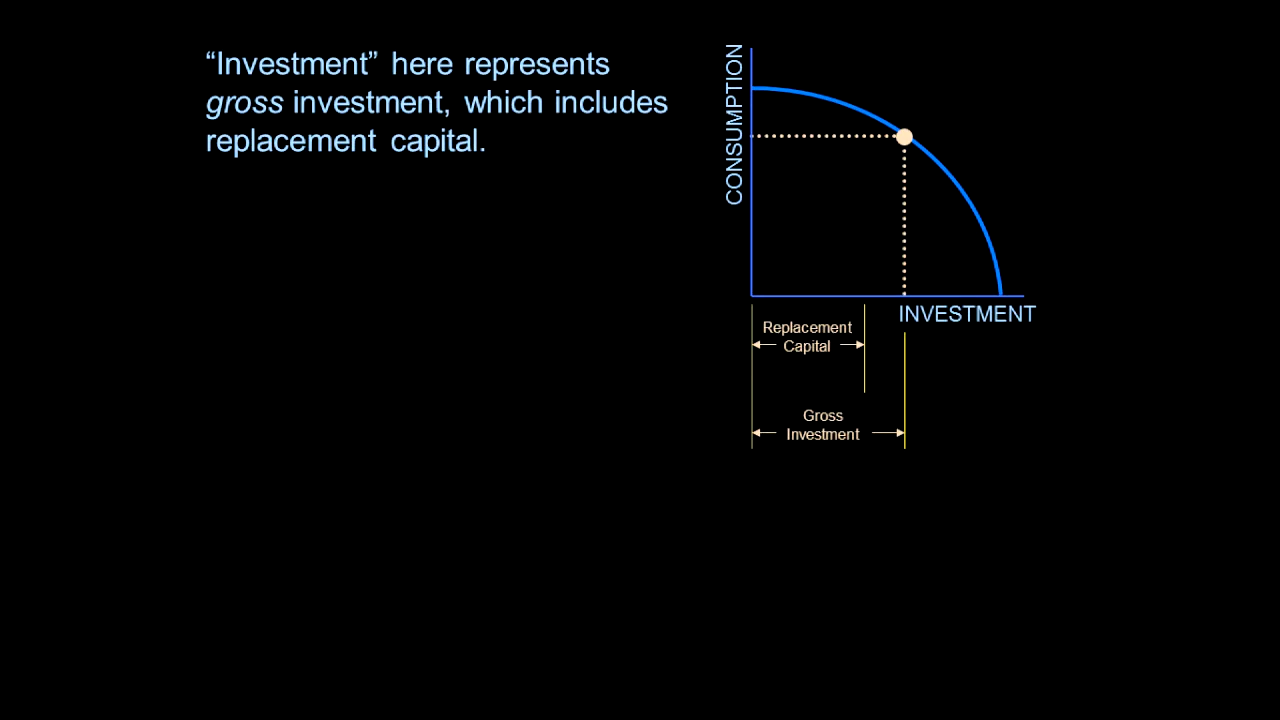 “Investment” here represents
gross investment, which includes
replacement capital.
CONSUMPTION
INVESTMENT
Replacement
Capital
Gross
Investment